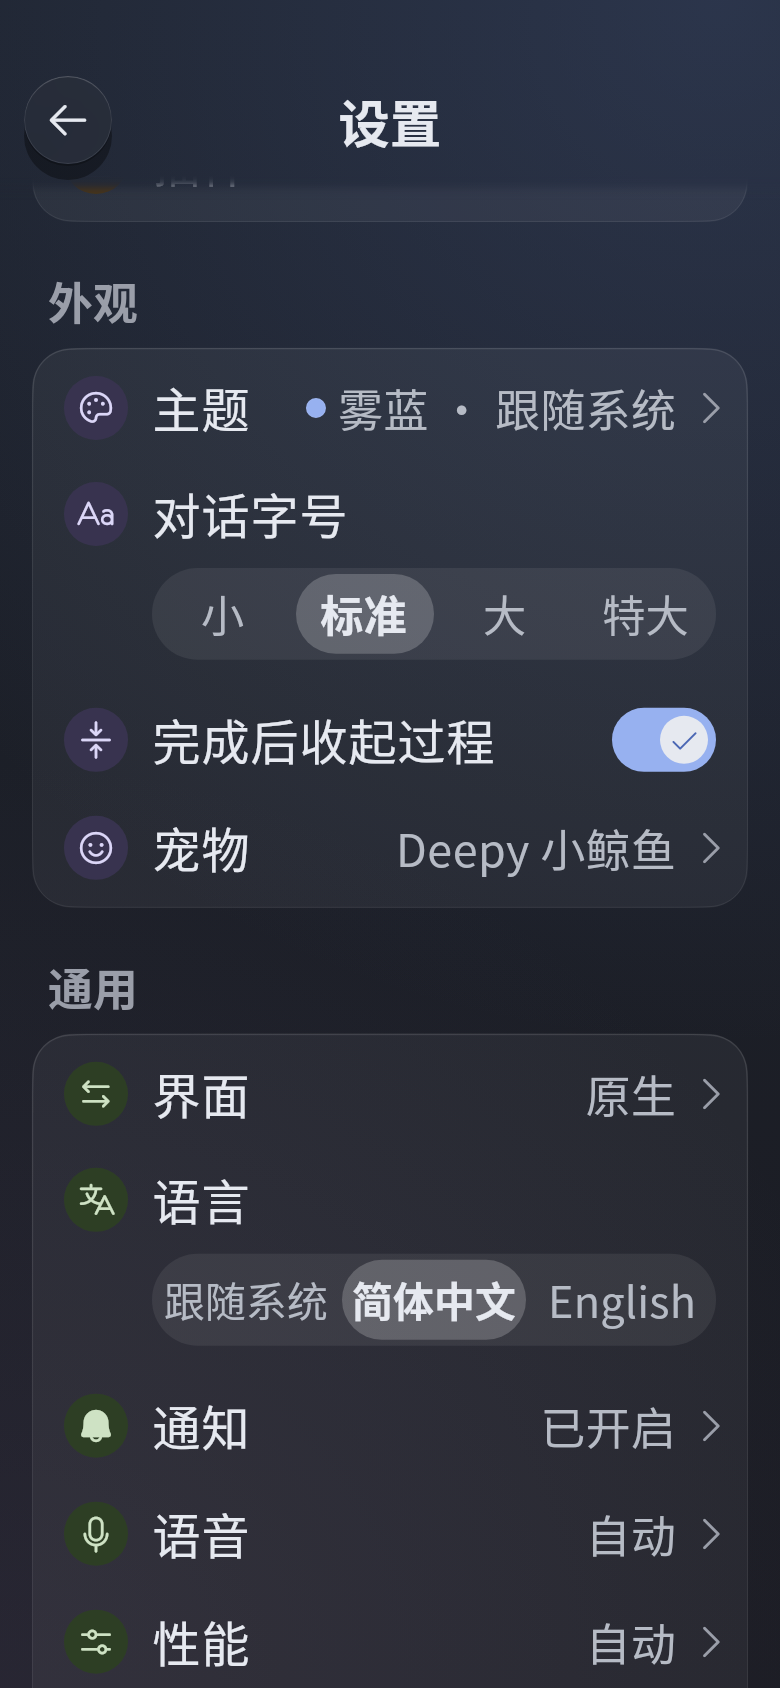 设置
外观
主题 雾蓝 · 跟随系统
Aa 对话字号
小 标准 大 特大
完成后收起过程
宠物 Deepy 小鲸鱼
通用
界面 原生
文A 语言
跟随系统 简体中文 English
通知 已开启
语音 自动
性能 自动